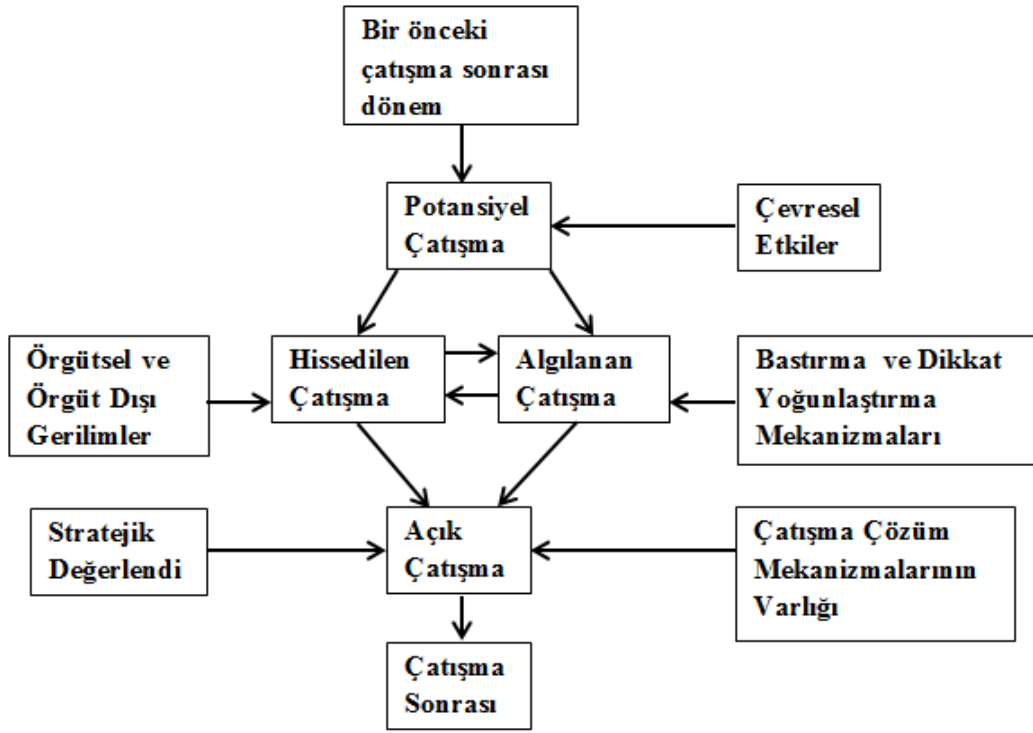 Bir önceki
çatışma sonrası
dönem
Potansiyel
Çatışma
Çevresel
Etkiler
Örgütsel ve
Örgüt Dışı
Gerilimler
Hissedilen
Çatışma
Algılanan
Çatışma
Bastırma ve Dikkat
Yoğunlaştırma
Mekanizmaları
Stratejik
Değerlendi
Açık
Çatışma
Çatışma Çözüm
Mekanizmalarının
Varlığı
Çatışma
Sonrası